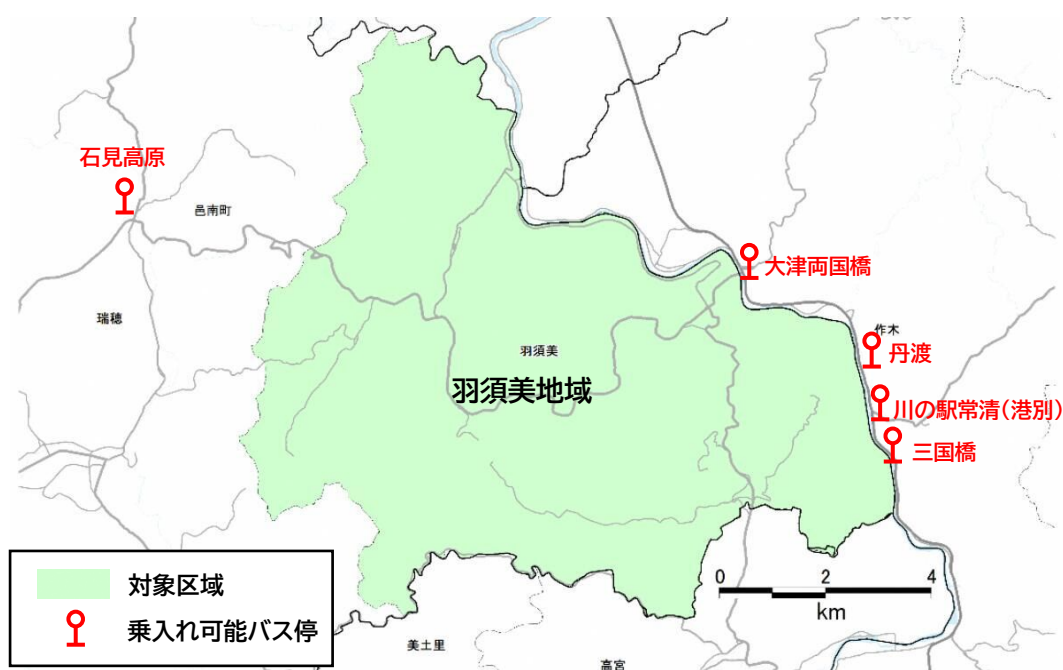 石見高原
邑南町
大津両国橋
瑞穂
作木
丹渡
羽須美
羽須美地域
川の駅常清(港別)
三国橋
対象区域
乗入れ可能バス停
0 2 4
km
美土里
高宮